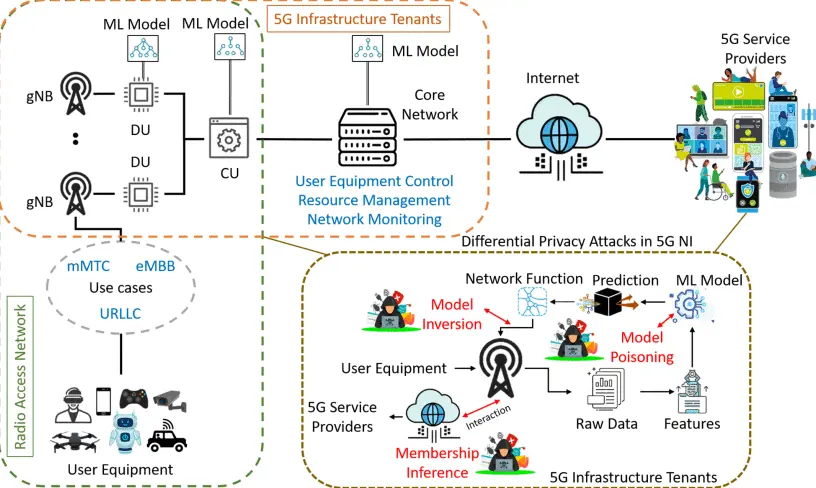 ML Model
ML Model
5G Infrastructure Tenants
ML Model
5G Service
Providers
gNB
DU
Core
Network
Internet
DU
CU
gNB
User Equipment Control
Resource Management
Network Monitoring
mMTC
eMBB
Use cases
URLLC
Radio Access Network
User Equipment
Differential Privacy Attacks in 5G NI
Network Function
Prediction
ML Model
Model
Inversion
Model
Poisoning
User Equipment
5G Service
Providers
Interaction
Raw Data
Features
Membership
Inference
5G Infrastructure Tenants